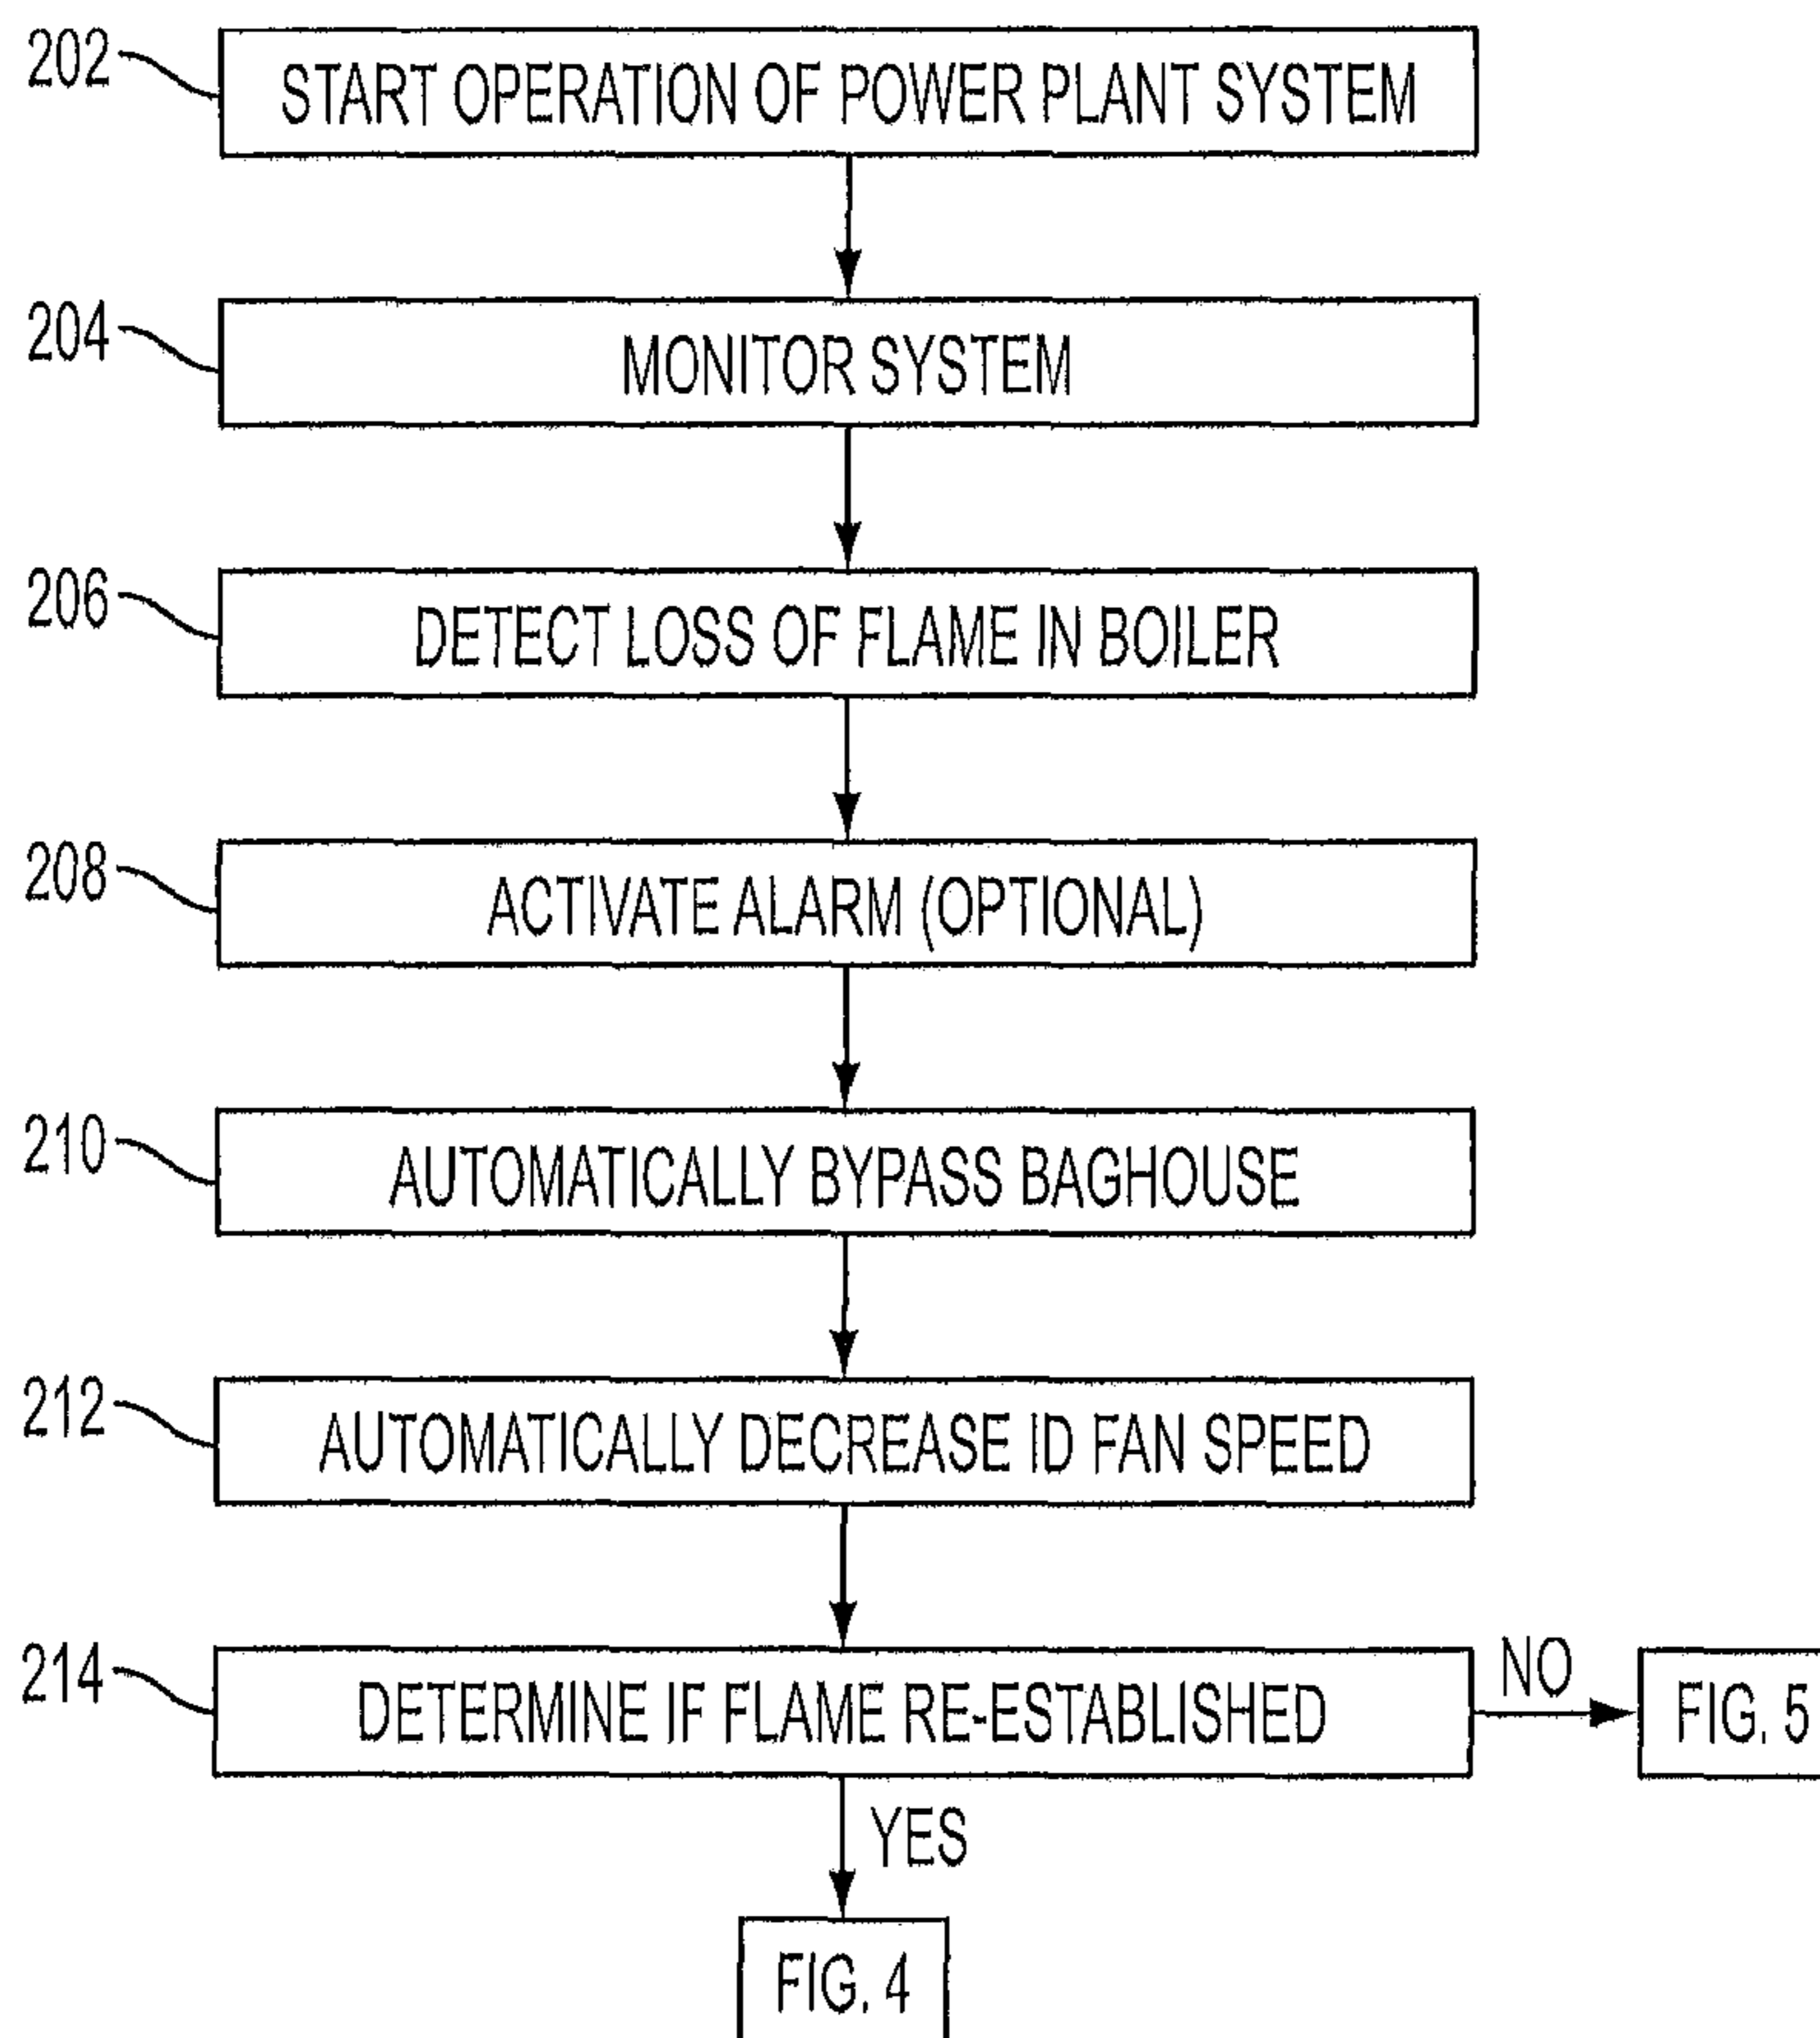 202
START OPERATION OF POWER PLANT SYSTEM
204
MONITOR SYSTEM
206
DETECT LOSS OF FLAME IN BOILER
208
ACTIVATE ALARM (OPTIONAL)
210
AUTOMATICALLY BYPASS BAGHOUSE
212
AUTOMATICALLY DECREASE ID FAN SPEED
214
DETERMINE IF FLAME RE-ESTABLISHED
NO
FIG. 5
YES
FIG. 4